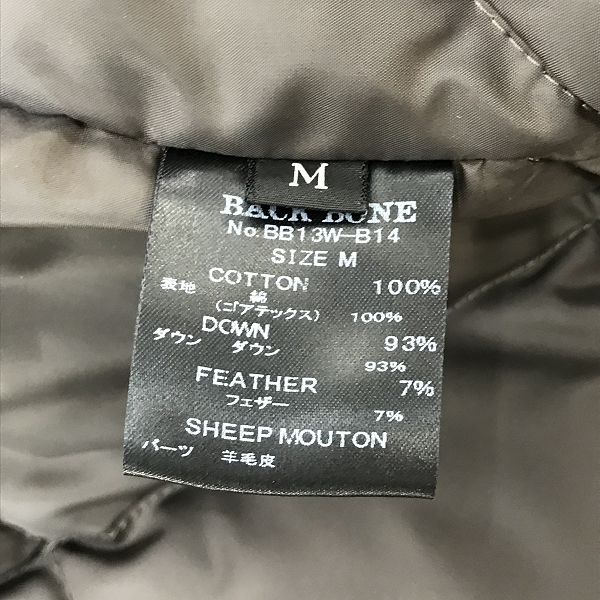 M
BACK BONE
No.BB13W-B14
SIZE M
COTTON 100%
表地 綿
(ゴアテックス) 100%
DOWN 93%
ダウン ダウン
93%
FEATHER 7%
フェザー 7%
SHEEP MOUTON
パーツ 羊毛皮